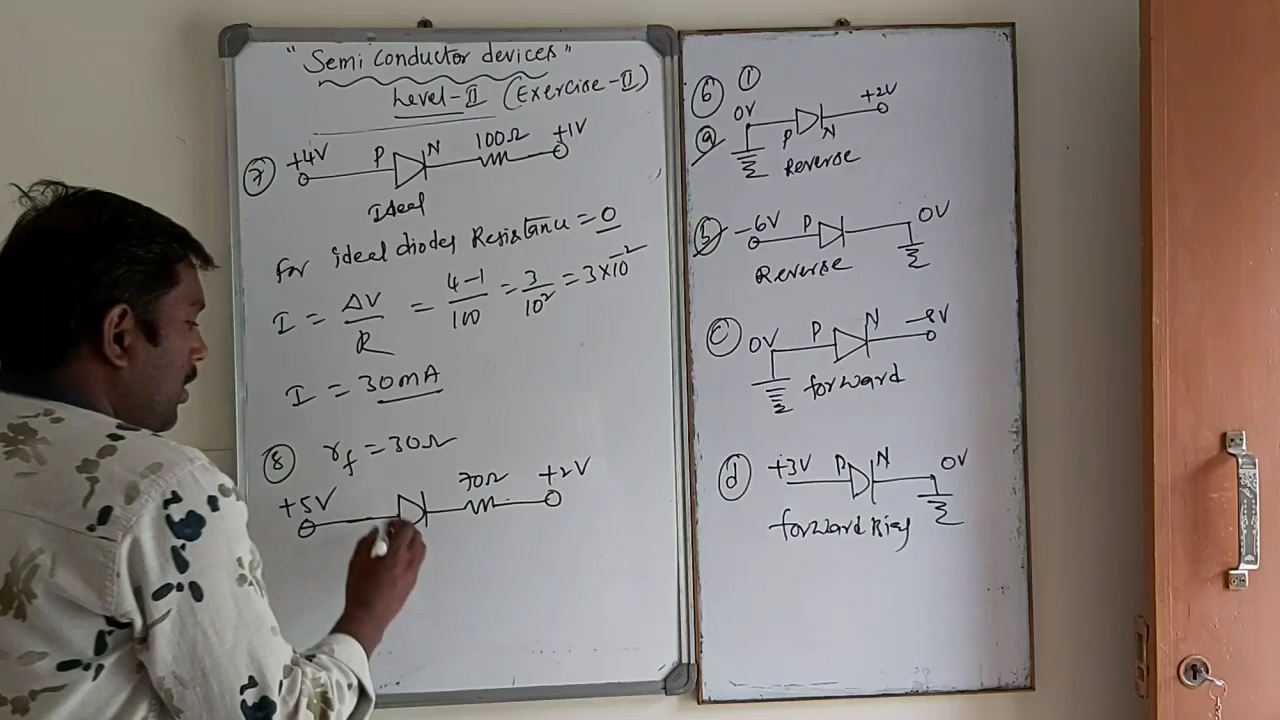 "Semi Conductor devices"
Level-II (Exercise-II)
7 +4V P N 100Ω +1V
Ideal
for ideal diodes Resistance = 0
I = ΔV/R = 4-1/100 = 3/10² = 3×10⁻²
I = 30mA
8 r_f = 30Ω
+5V 70Ω +2V
6 1
a 0V P N +2V
Reverse
b -6V P 0V
Reverse
c 0V P N -8V
forward
d +3V P N 0V
forward Bias